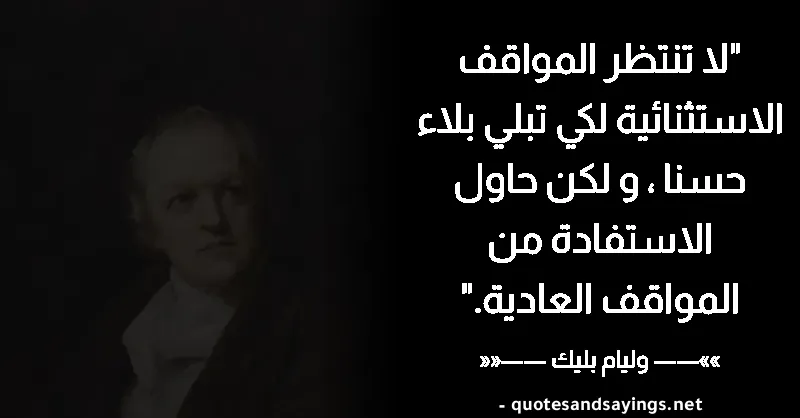 "لا تنتظر المواقف
الاستثنائية لكي تبلي بلاء
حسنا ، و لكن حاول
الاستفادة من
المواقف العادية."
»»—— وليام بليك ——««
- quotesandsayings.net